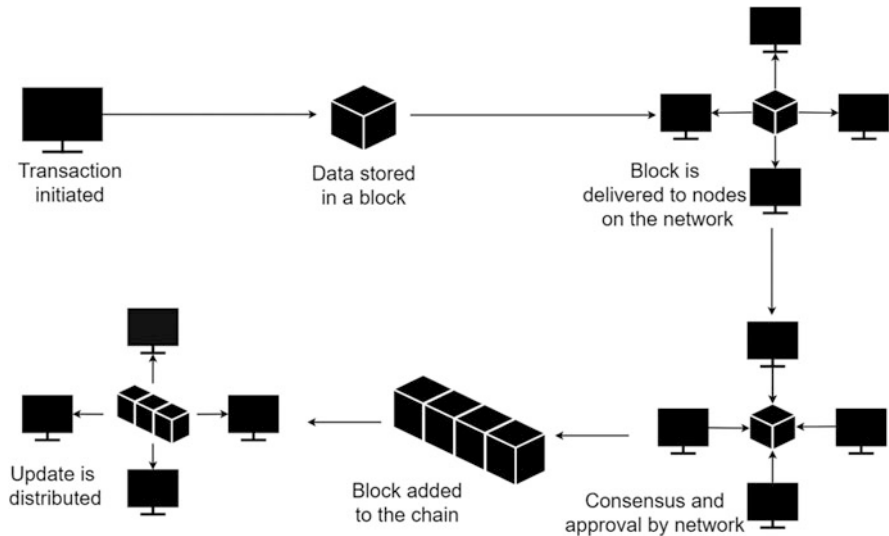 Transaction
initiated
Data stored
in a block
Block is
delivered to nodes
on the network
Update is
distributed
Block added
to the chain
Consensus and
approval by network